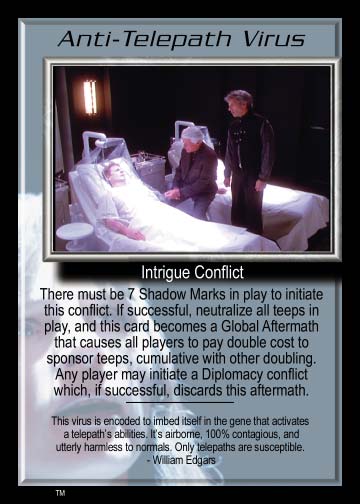 Anti-Telepath Virus
Intrigue Conflict
There must be 7 Shadow Marks in play to initiate
this conflict. If successful, neutralize all teeps in
play, and this card becomes a Global Aftermath
that causes all players to pay double cost to
sponsor teeps, cumulative with other doubling.
Any player may initiate a Diplomacy conflict
which, if successful, discards this aftermath.
This virus is encoded to imbed itself in the gene that activates
a telepath's abilities. It's airborne, 100% contagious, and
utterly harmless to normals. Only telepaths are susceptible.
- William Edgars
TM